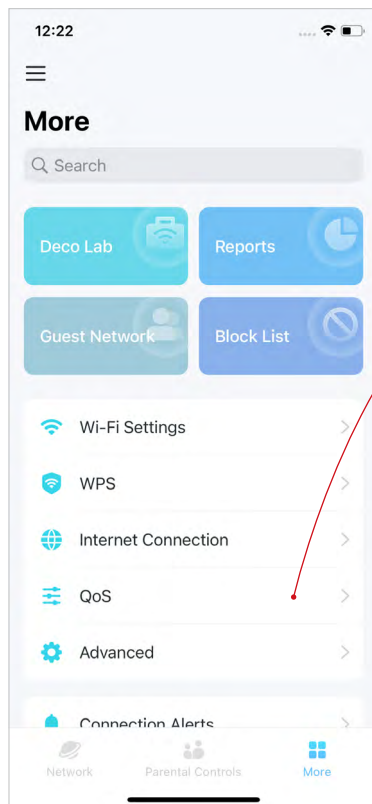 12:22
More
Search
Deco Lab
Reports
Guest Network
Block List
Wi-Fi Settings
WPS
Internet Connection
QoS
Advanced
Connection Alerts
Network
Parental Controls
More